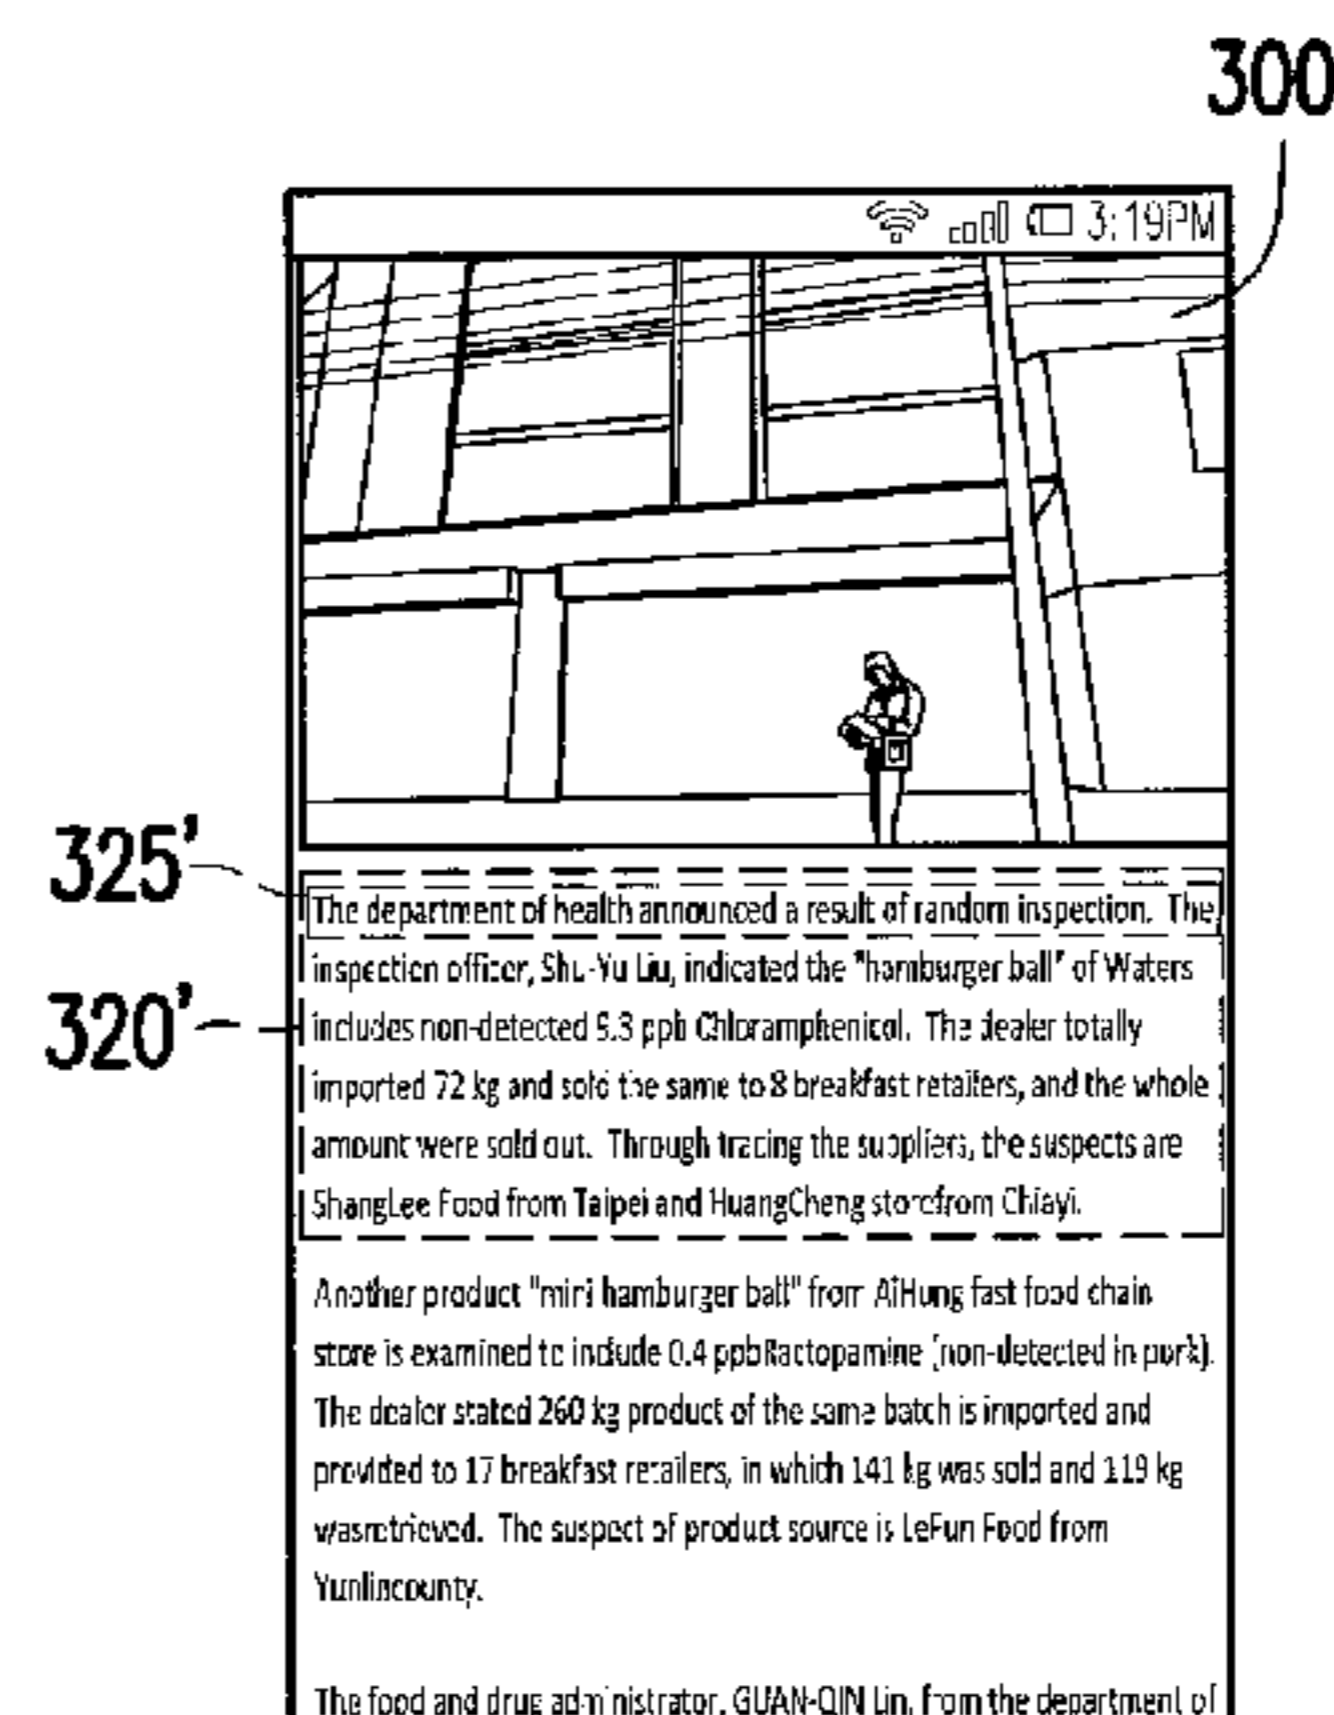 300
3:19PM
325'
The department of health announced a result of random inspection. The
inspection officer, Shu-Yu Liu, indicated the "hamburger ball" of Waters
320'
includes non-detected 5.3 ppb Chloramphenicol. The dealer totally
imported 72 kg and sold the same to 8 breakfast retailers, and the whole
amount were sold out. Through tracing the suppliers, the suspects are
ShangLee Food from Taipei and HuangCheng storefrom Chiayi.
Another product "mini hamburger ball" from AiHung fast food chain
store is examined to include 0.4 ppbRactopamine (non-detected in pork).
The dealer stated 260 kg product of the same batch is imported and
provided to 17 breakfast retailers, in which 141 kg was sold and 119 kg
wasretrieved. The suspect of product source is LeFun Food from
Yunlincounty.
The food and drug administrator, GUAN-QIN Lin, from the department of